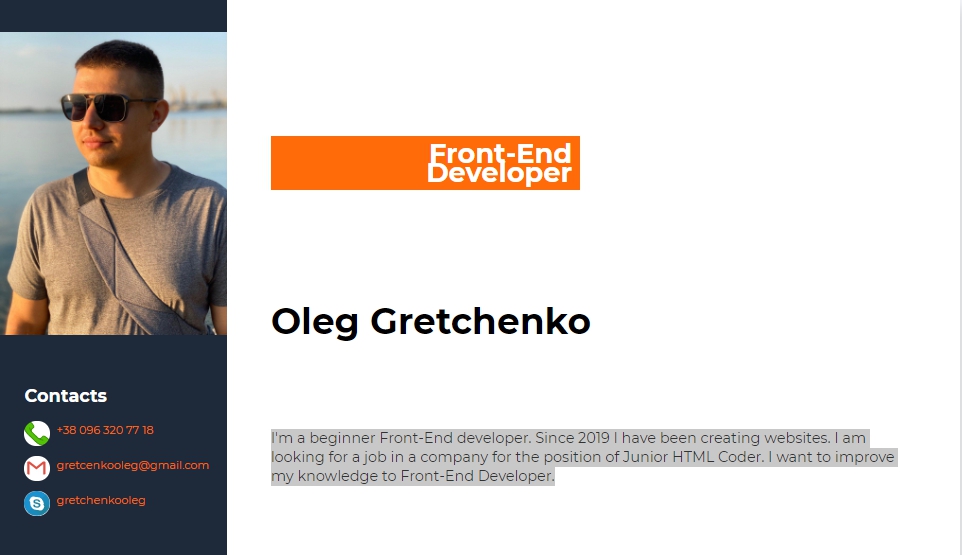 Front-End
Developer
Oleg Gretchenko
I'm a beginner Front-End developer. Since 2019 I have been creating websites. I am
looking for a job in a company for the position of Junior HTML Coder. I want to improve
my knowledge to Front-End Developer.
Contacts
+38 096 320 77 18
gretcenkooleg@gmail.com
gretchenkooleg